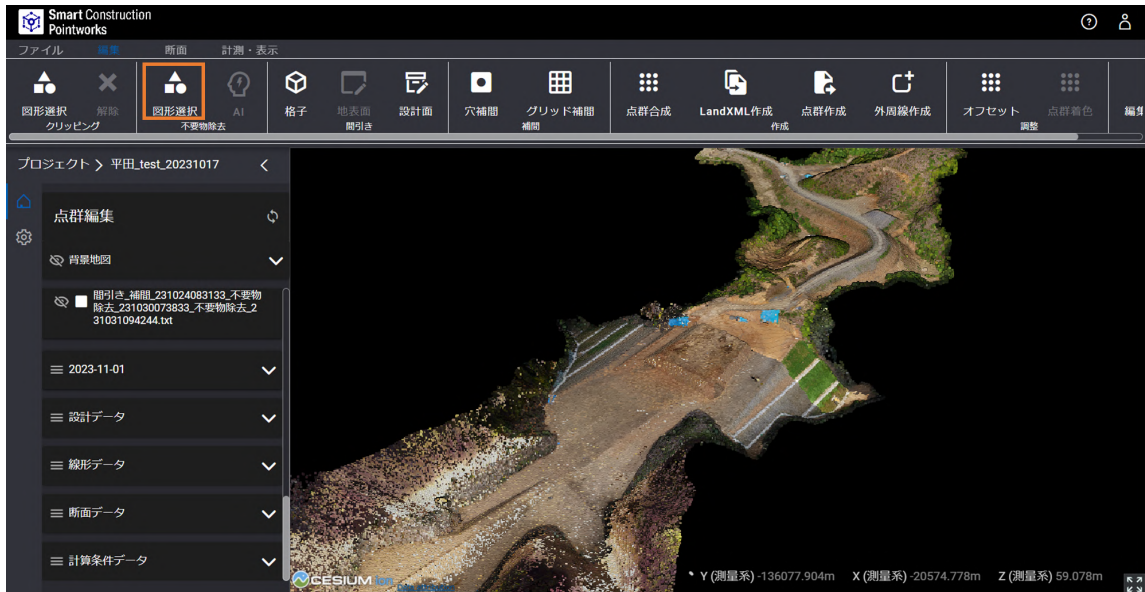 Smart Construction
Pointworks
ファイル 編集 断面 計測・表示
図形選択 解除 図形選択 AI 格子 地表面 設計面 穴補間 グリッド補間 点群合成 LandXML作成 点群作成 外周線作成 オフセット 点群着色
クリッピング 不要物除去 間引き 補間 作成 調整
プロジェクト > 平田_test_20231017
点群編集
背景地図
間引き_補間_231024083133_不要物
除去_231030073833_不要物除去_2
31031094244.txt
2023-11-01
設計データ
線形データ
断面データ
計算条件データ
CESIUM
Y (測量系) -136077.904m X (測量系) -20574.778m Z (測量系) 59.078m